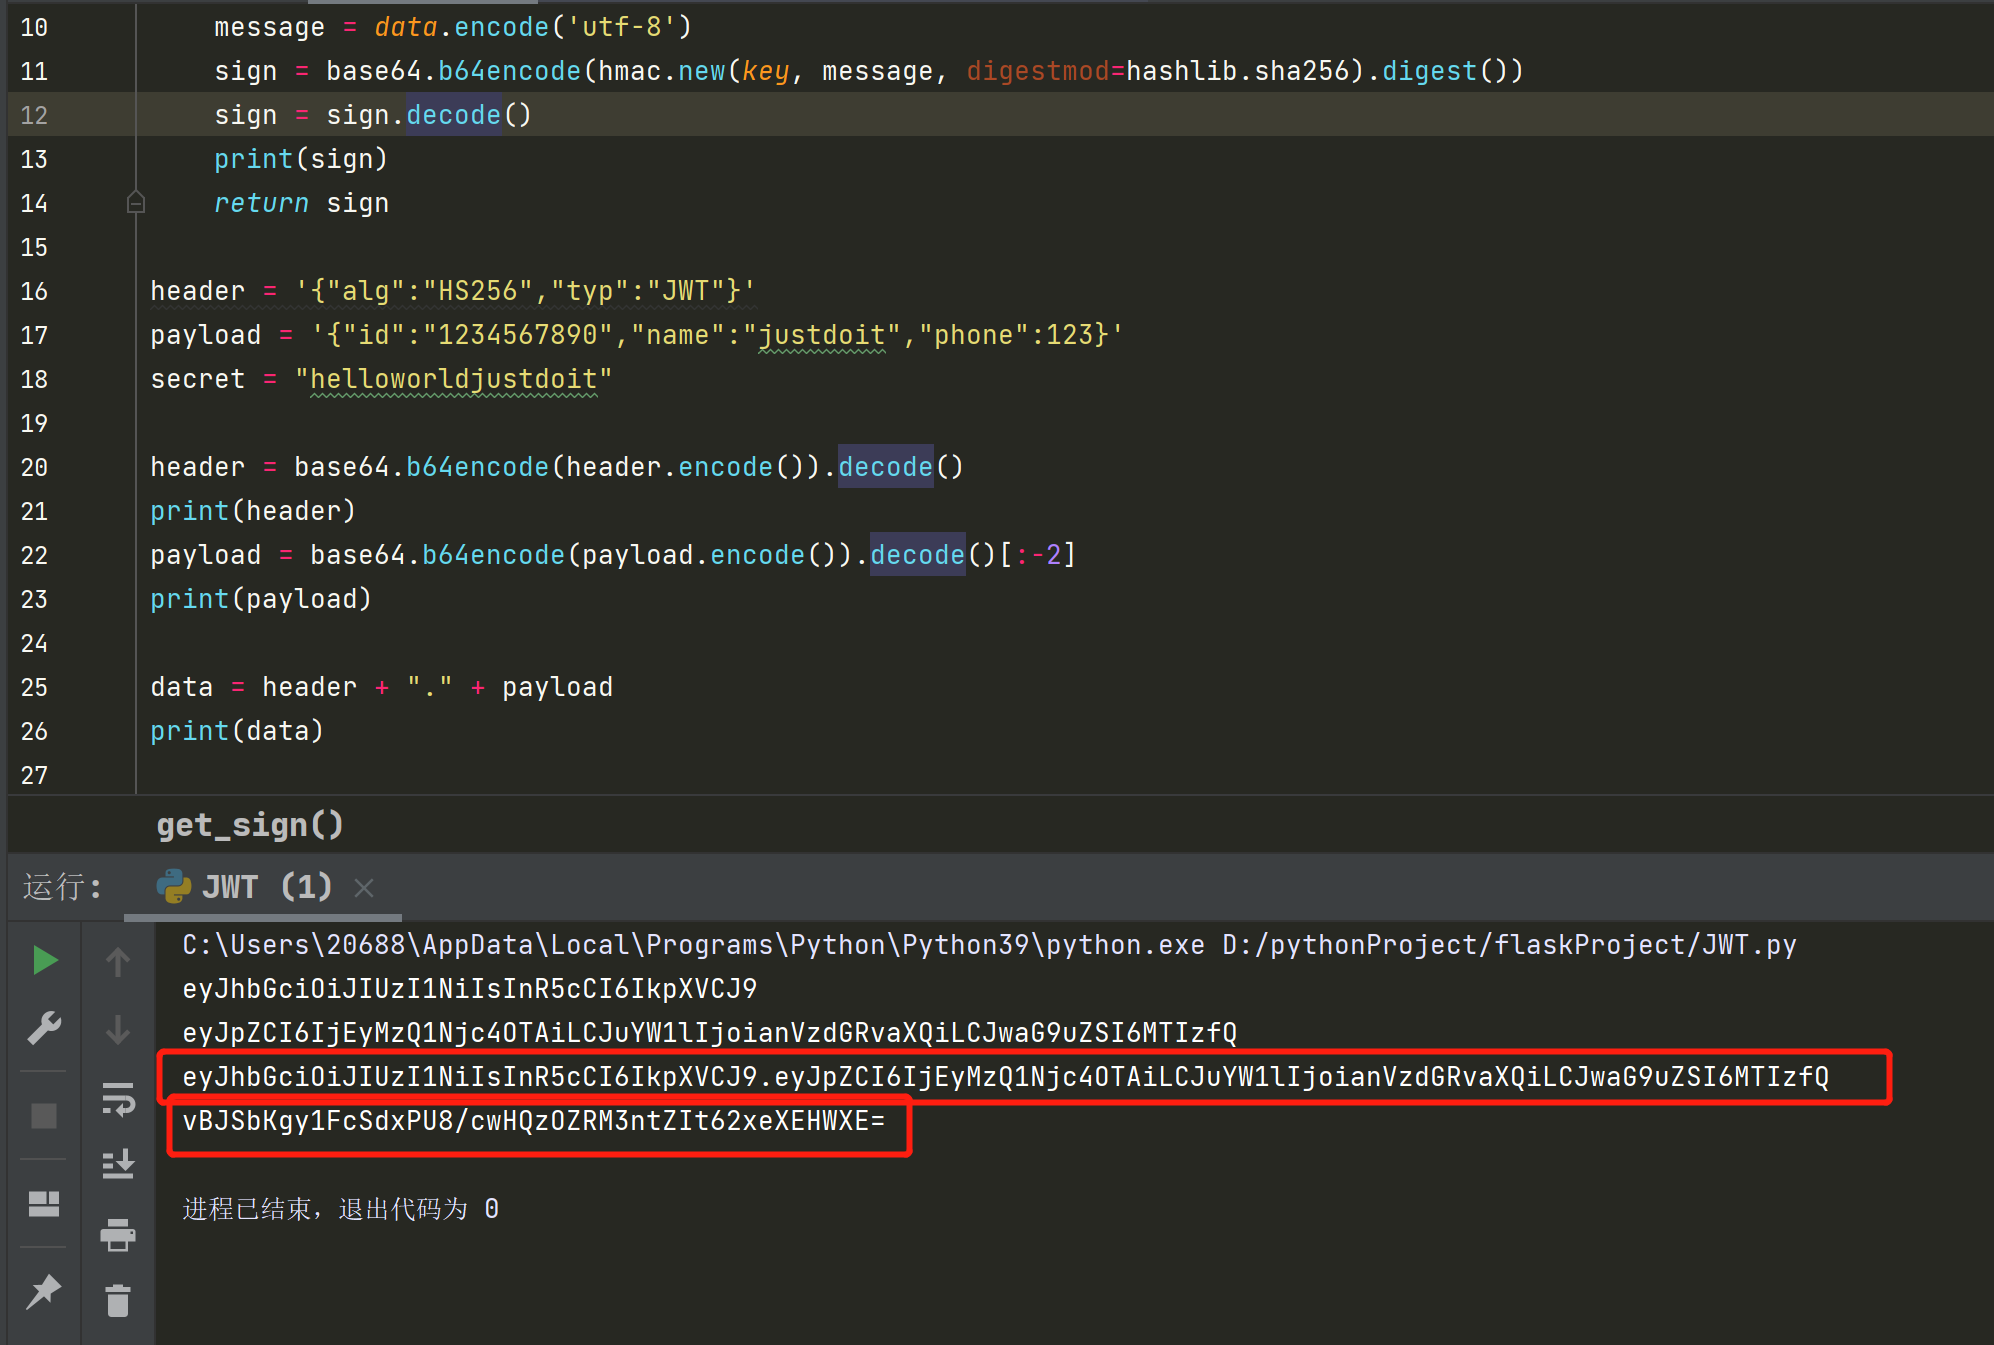 10 message = data.encode('utf-8')
11 sign = base64.b64encode(hmac.new(key, message, digestmod=hashlib.sha256).digest())
12 sign = sign.decode()
13 print(sign)
14 return sign
15
16 header = '{"alg":"HS256","typ":"JWT"}'
17 payload = '{"id":"1234567890","name":"justdoit","phone":123}'
18 secret = "helloworldjustdoit"
19
20 header = base64.b64encode(header.encode()).decode()
21 print(header)
22 payload = base64.b64encode(payload.encode()).decode()[:-2]
23 print(payload)
24
25 data = header + "." + payload
26 print(data)
27
get_sign()
运行: JWT (1)
C:\Users\20688\AppData\Local\Programs\Python\Python39\python.exe D:/pythonProject/flaskProject/JWT.py
eyJhbGciOiJIUzI1NiIsInR5cCI6IkpXVCJ9
eyJpZCI6IjEyMzQ1Njc4OTAiLCJuYW1lIjoianVzdGRvaXQiLCJwaG9uZSI6MTIzfQ
eyJhbGciOiJIUzI1NiIsInR5cCI6IkpXVCJ9.eyJpZCI6IjEyMzQ1Njc4OTAiLCJuYW1lIjoianVzdGRvaXQiLCJwaG9uZSI6MTIzfQ
vBJSbKgy1FcSdxPU8/cwHQzOZRM3ntZIt62xeXEHWXE=
进程已结束，退出代码为 0